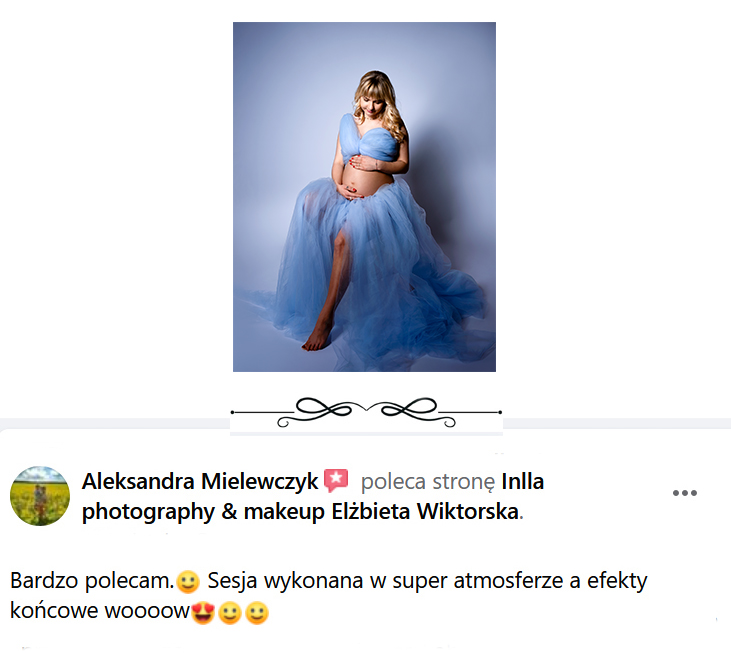 Aleksandra Mielewczyk poleca stronę Inlla
photography & makeup Elżbieta Wiktorska.
Bardzo polecam.🙂 Sesja wykonana w super atmosferze a efekty
końcowe woooow😍🙂🙂